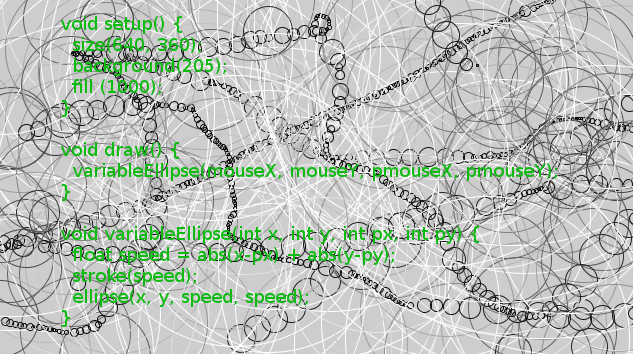 void setup() {
size(640, 360);
background(205);
fill (1000);
}
void draw() {
variableEllipse(mouseX, mouseY, pmouseX, pmouseY);
}
void variableEllipse(int x, int y, int px, int py) {
float speed = abs(x-px) + abs(y-py);
stroke(speed);
ellipse(x, y, speed, speed);
}